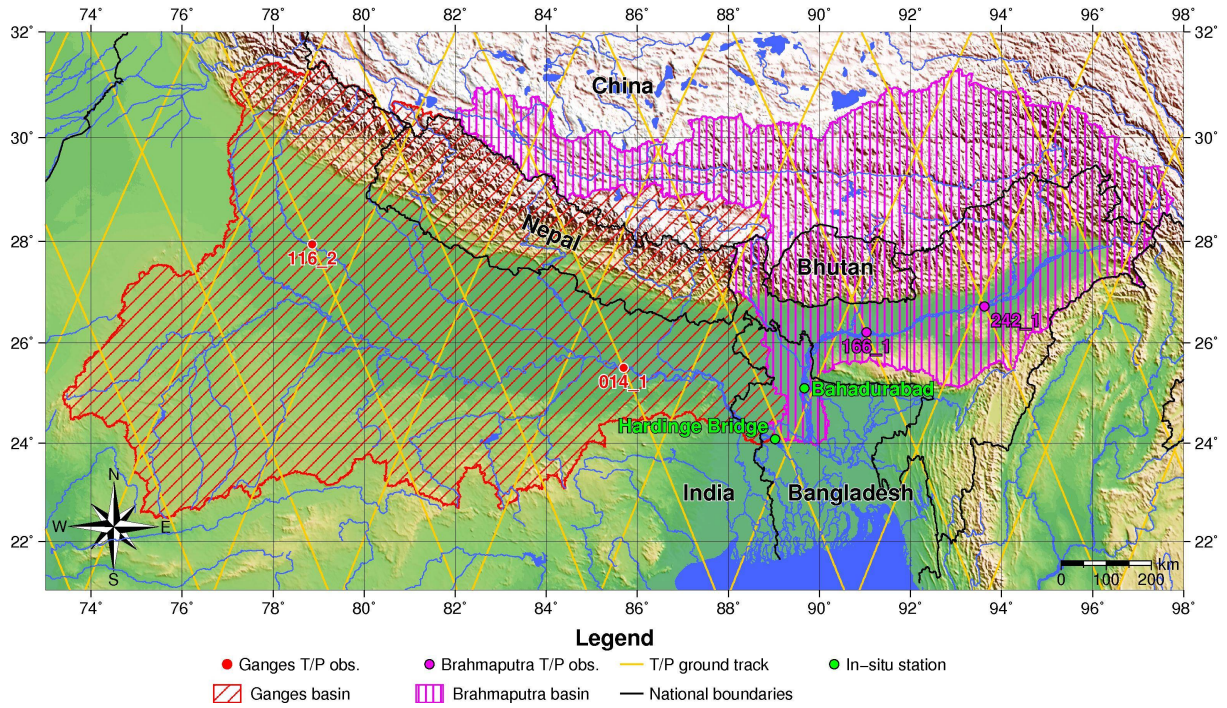 74° 76° 78° 80° 82° 84° 86° 88° 90° 92° 94° 96° 98°
32° 32°
China
30° 30°
Nepal
28° 28°
116_2
Bhutan
242_1
26° 166_1 26°
014_1
Bahadurabad
Hardinge Bridge
24° 24°
N
India Bangladesh
W E
22° 22°
S
km
0 100 200
74° 76° 78° 80° 82° 84° 86° 88° 90° 92° 94° 96° 98°
Legend
Ganges T/P obs. Brahmaputra T/P obs. T/P ground track In−situ station
Ganges basin Brahmaputra basin National boundaries